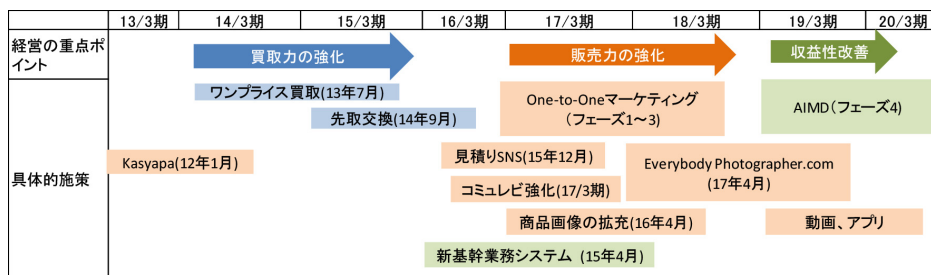 13/3期 14/3期 15/3期 16/3期 17/3期 18/3期 19/3期 20/3期
経営の重点ポ
イント
買取力の強化 販売力の強化 収益性改善
具体的施策
ワンプライス買取(13年7月)
先取交換(14年9月)
One-to-Oneマーケティング
(フェーズ1～3)
AIMD(フェーズ4)
Kasyapa(12年1月)
見積りSNS(15年12月)
Everybody Photographer.com
(17年4月)
コミュレビ強化(17/3期)
商品画像の拡充(16年4月)
動画、アプリ
新基幹業務システム (15年4月)